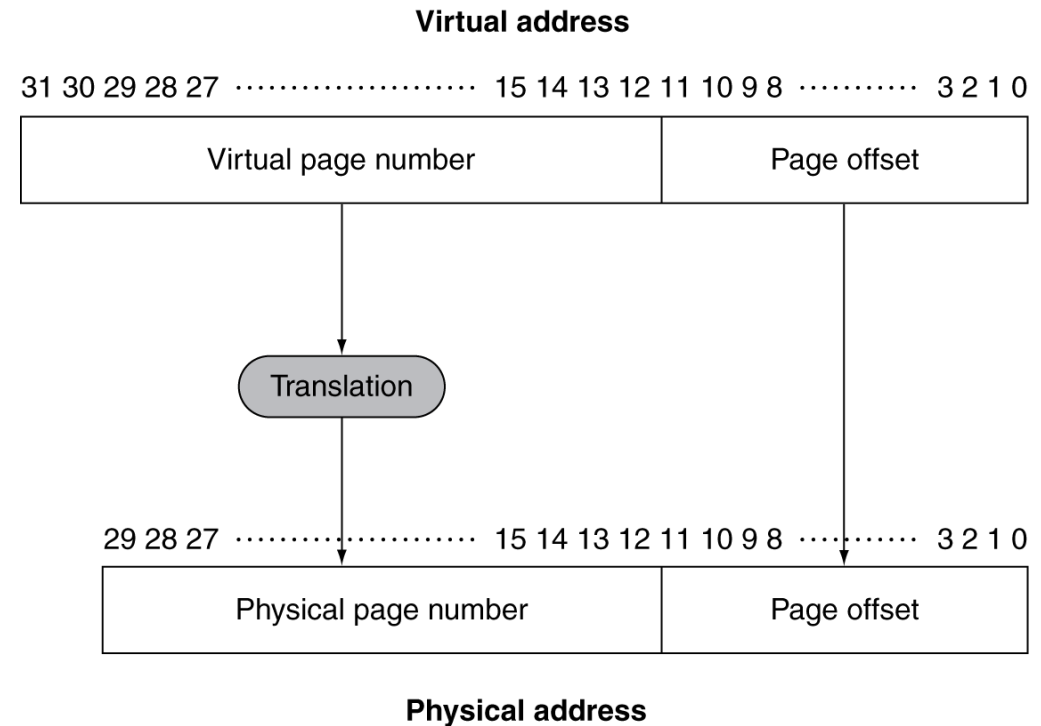 Virtual address
31 30 29 28 27 ······················ 15 14 13 12 11 10 9 8 ··········· 3 2 1 0
Virtual page number Page offset
Translation
29 28 27 ······················ 15 14 13 12 11 10 9 8 ··········· 3 2 1 0
Physical page number Page offset
Physical address